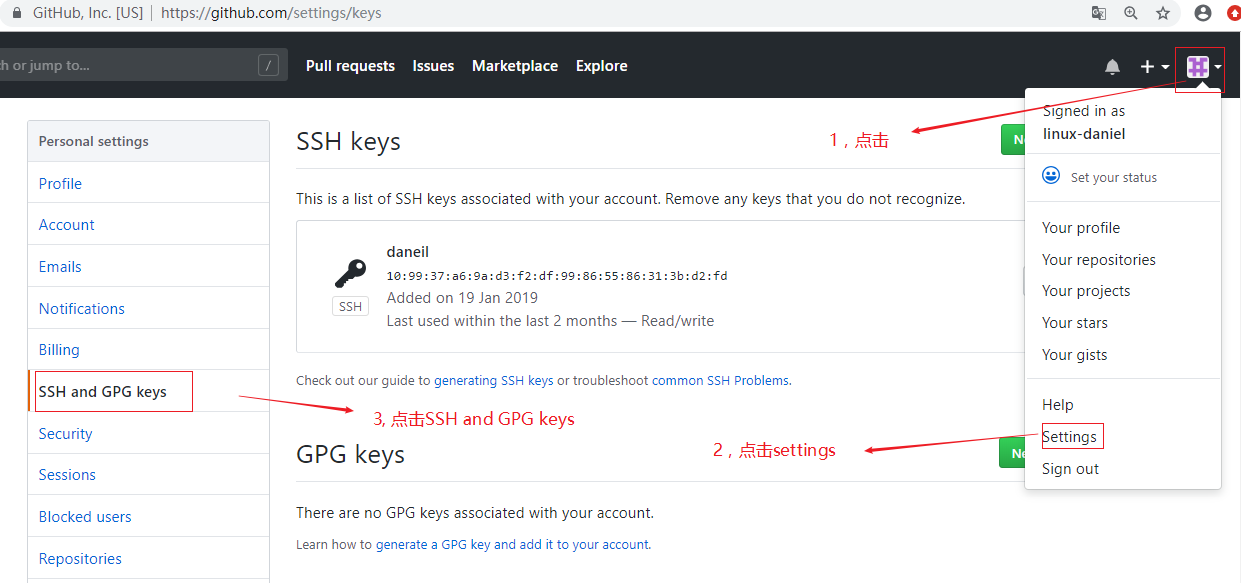 GitHub, Inc. [US] | https://github.com/settings/keys
h or jump to... /
Pull requests Issues Marketplace Explore
Personal settings
Profile
Account
Emails
Notifications
Billing
SSH and GPG keys
Security
Sessions
Blocked users
Repositories
SSH keys
This is a list of SSH keys associated with your account. Remove any keys that you do not recognize.
daneil
10:99:37:a6:9a:d3:f2:df:99:86:55:86:31:3b:d2:fd
SSH
Added on 19 Jan 2019
Last used within the last 2 months — Read/write
Check out our guide to generating SSH keys or troubleshoot common SSH Problems.
3, 点击SSH and GPG keys
GPG keys
There are no GPG keys associated with your account.
Learn how to generate a GPG key and add it to your account.
1，点击
2，点击settings
N
Ne
Signed in as
linux-daniel
Set your status
Your profile
Your repositories
Your projects
Your stars
Your gists
Help
Settings
Sign out